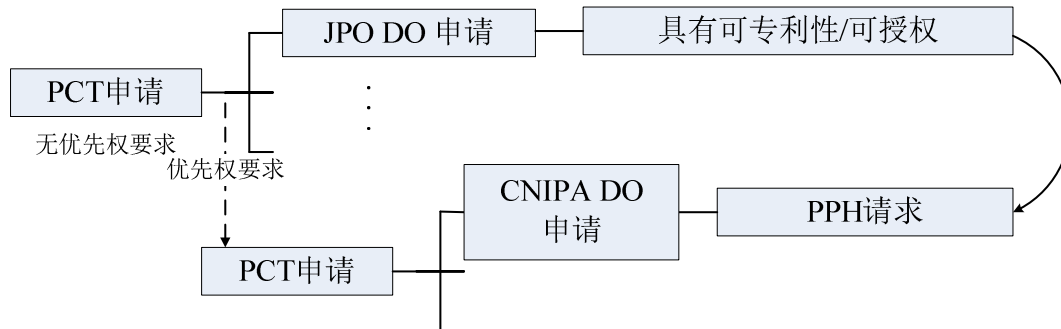 JPO DO 申请
具有可专利性/可授权
PCT申请
无优先权要求
优先权要求
CNIPA DO
申请
PPH请求
PCT申请